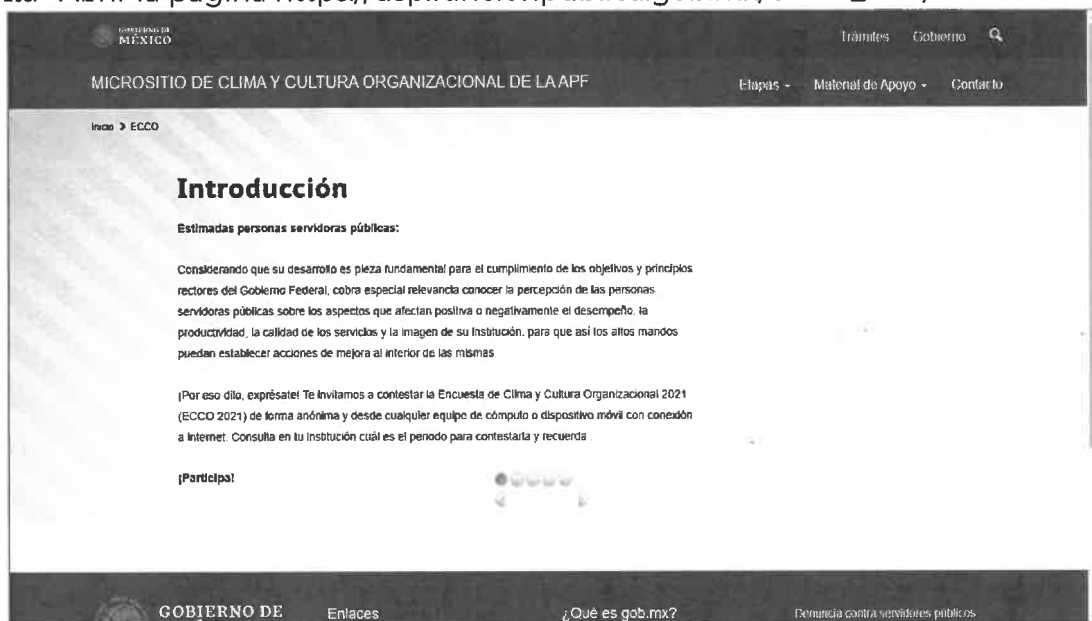 GOBIERNO DE
MÉXICO
Trámites Gobierno
MICROSITIO DE CLIMA Y CULTURA ORGANIZACIONAL DE LA APF
Etapas Material de Apoyo Contacto
Inicio > ECCO
Introducción
Estimadas personas servidoras públicas:
Considerando que su desarrollo es pieza fundamental para el cumplimiento de los objetivos y principios
rectores del Gobierno Federal, cobra especial relevancia conocer la percepción de las personas
servidoras públicas sobre los aspectos que afectan positiva o negativamente el desempeño, la
productividad, la calidad de los servicios y la imagen de su Institución, para que así los altos mandos
puedan establecer acciones de mejora al interior de las mismas
¡Por eso dilo, exprésate! Te invitamos a contestar la Encuesta de Clima y Cultura Organizacional 2021
(ECCO 2021) de forma anónima y desde cualquier equipo de cómputo o dispositivo móvil con conexión
a Internet. Consulta en tu Institución cuál es el periodo para contestarla y recuerda
¡Participa!
GOBIERNO DE Enlaces ¿Qué es gob.mx? Denuncia contra servidores públicos